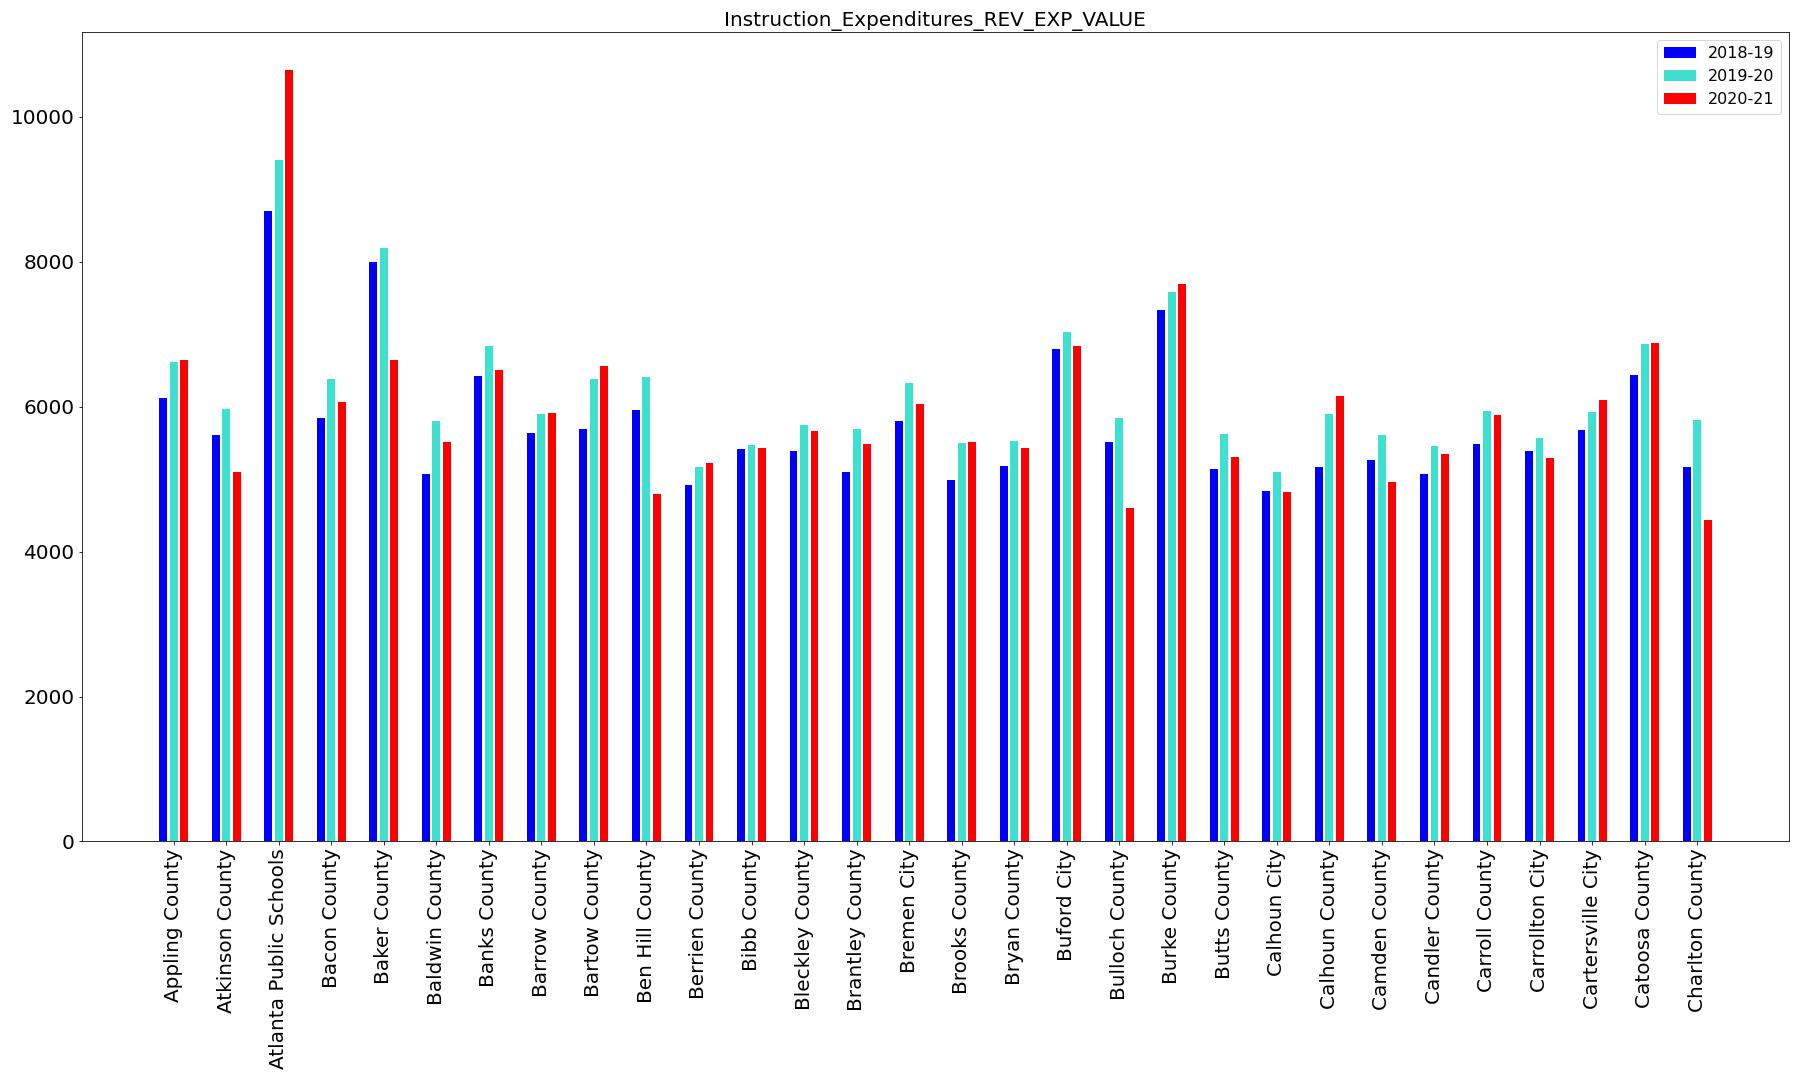 Instruction_Expenditures_REV_EXP_VALUE
2018-19
2019-20
2020-21
10000
8000
6000
4000
2000
0
Appling County
Atkinson County
Atlanta Public Schools
Bacon County
Baker County
Baldwin County
Banks County
Barrow County
Bartow County
Ben Hill County
Berrien County
Bibb County
Bleckley County
Brantley County
Bremen City
Brooks County
Bryan County
Buford City
Bulloch County
Burke County
Butts County
Calhoun City
Calhoun County
Camden County
Candler County
Carroll County
Carrollton City
Cartersville City
Catoosa County
Charlton County